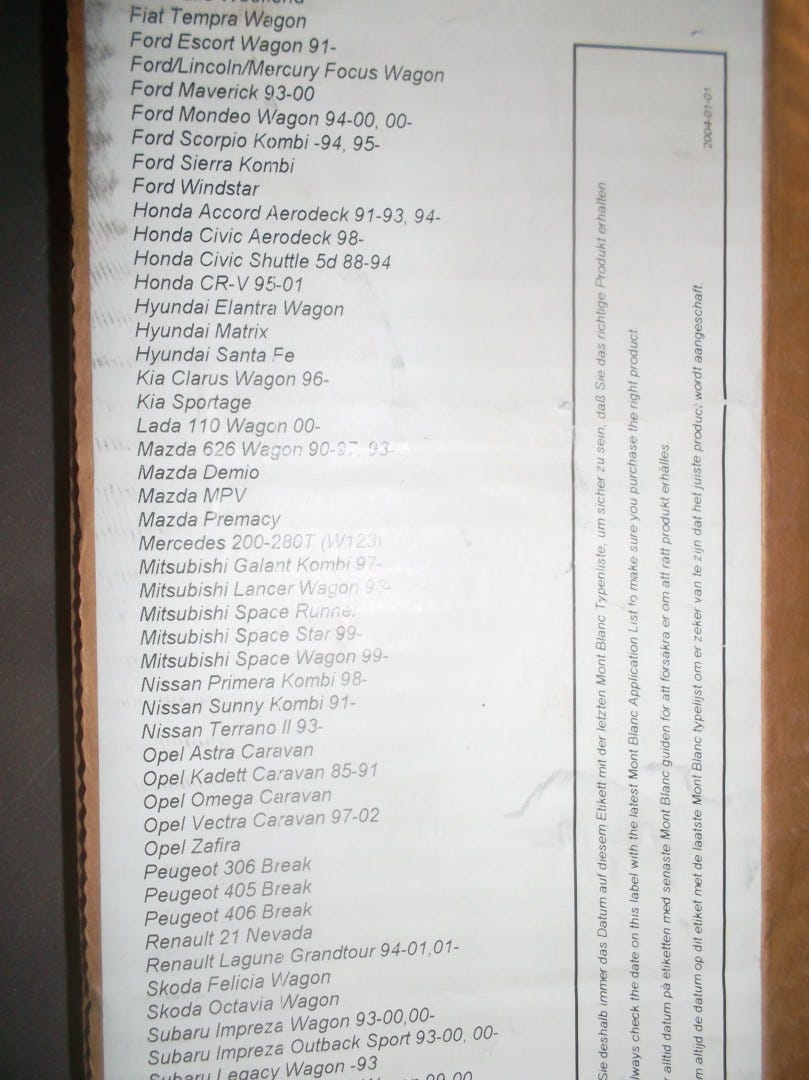 Weekend
Fiat Tempra Wagon
Ford Escort Wagon 91-
Ford/Lincoln/Mercury Focus Wagon
Ford Maverick 93-00
Ford Mondeo Wagon 94-00, 00-
Ford Scorpio Kombi -94, 95-
Ford Sierra Kombi
Ford Windstar
Honda Accord Aerodeck 91-93, 94-
Honda Civic Aerodeck 98-
Honda Civic Shuttle 5d 88-94
Honda CR-V 95-01
Hyundai Elantra Wagon
Hyundai Matrix
Hyundai Santa Fe
Kia Clarus Wagon 96-
Kia Sportage
Lada 110 Wagon 00-
Mazda 626 Wagon 90-97, 93-
Mazda Demio
Mazda MPV
Mazda Premacy
Mercedes 200-280T (W123)
Mitsubishi Galant Kombi 97-
Mitsubishi Lancer Wagon 93-
Mitsubishi Space Runner
Mitsubishi Space Star 99-
Mitsubishi Space Wagon 99-
Nissan Primera Kombi 98-
Nissan Sunny Kombi 91-
Nissan Terrano II 93-
Opel Astra Caravan
Opel Kadett Caravan 85-91
Opel Omega Caravan
Opel Vectra Caravan 97-02
Opel Zafira
Peugeot 306 Break
Peugeot 405 Break
Peugeot 406 Break
Renault 21 Nevada
Renault Laguna Grandtour 94-01,01-
Skoda Felicia Wagon
Skoda Octavia Wagon
Subaru Impreza Wagon 93-00,00-
Subaru Impreza Outback Sport 93-00, 00-
Subaru Legacy Wagon -93
Sie deshalb immer das Datum auf diesem Etikett mit der letzten Mont Blanc Typenliste, um sicher zu sein, daß Sie das richtige Produkt erhalten
lways check the date on this label with the latest Mont Blanc Application List to make sure you purchase the right product
r alltid datum på etiketten med senaste Mont Blanc guiden för att försäkra er om att rätt produkt erhålles.
m altijd de datum op dit etiket met de laatste Mont Blanc typelijst om er zeker van te zijn dat het juiste product wordt aangeschaft.
2004-01-01